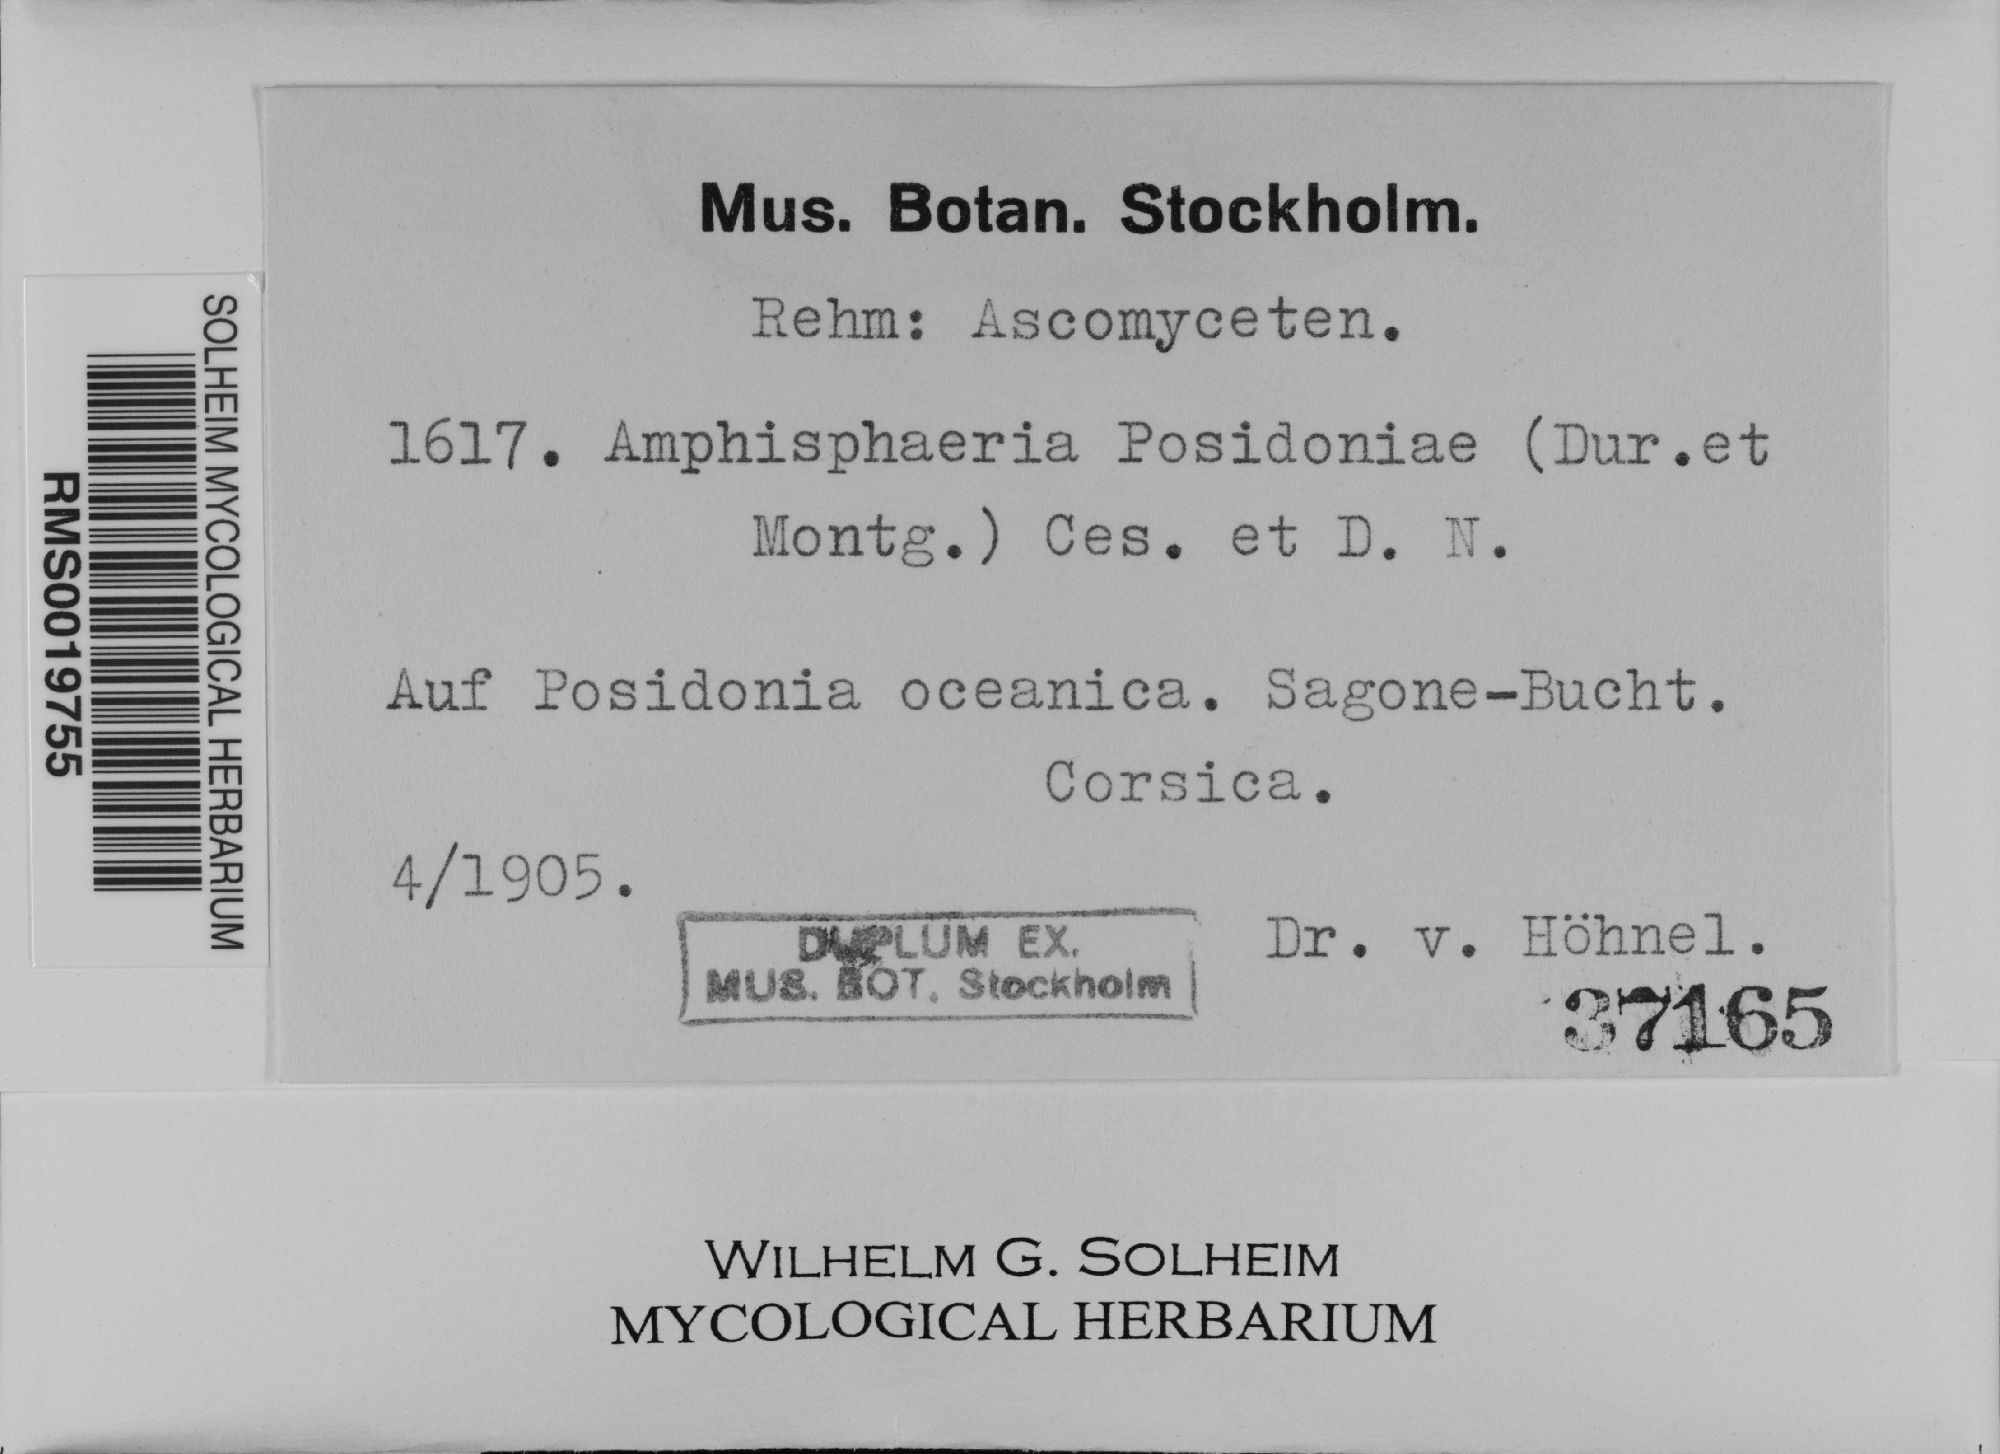 Mus. Botan. Stockholm.
Rehm: Ascomyceten.
1617. Amphisphaeria Posidoniae (Dur.et
Montg.) Ces. et D. N.
Auf Posidonia oceanica. Sagone-Bucht.
Corsica.
4/1905.
Dr. v. Höhnel.
DUPLUM EX.
MUS. BOT. Stockholm
37165
SOLHEIM MYCOLOGICAL HERBARIUM
RMS0019755
WILHELM G. SOLHEIM
MYCOLOGICAL HERBARIUM